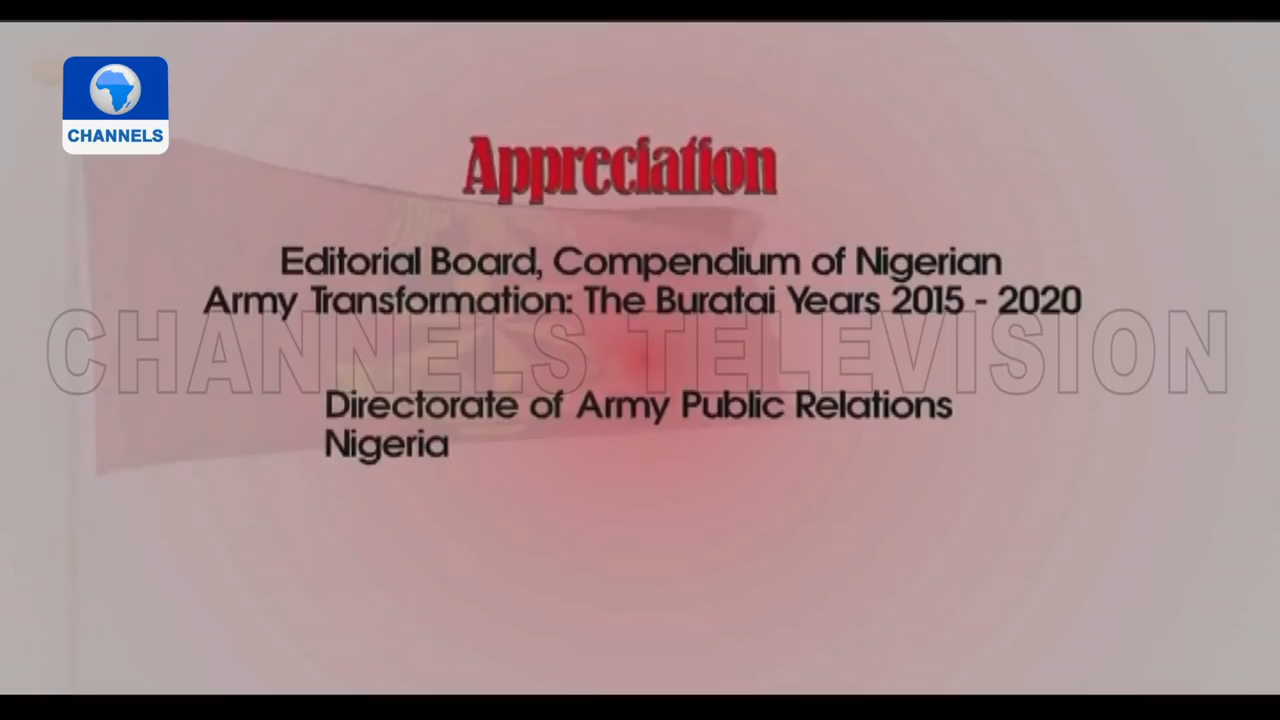 CHANNELS
Appreciation
Editorial Board, Compendium of Nigerian
Army Transformation: The Buratai Years 2015 - 2020
CHANNELS TELEVISION
Directorate of Army Public Relations
Nigeria